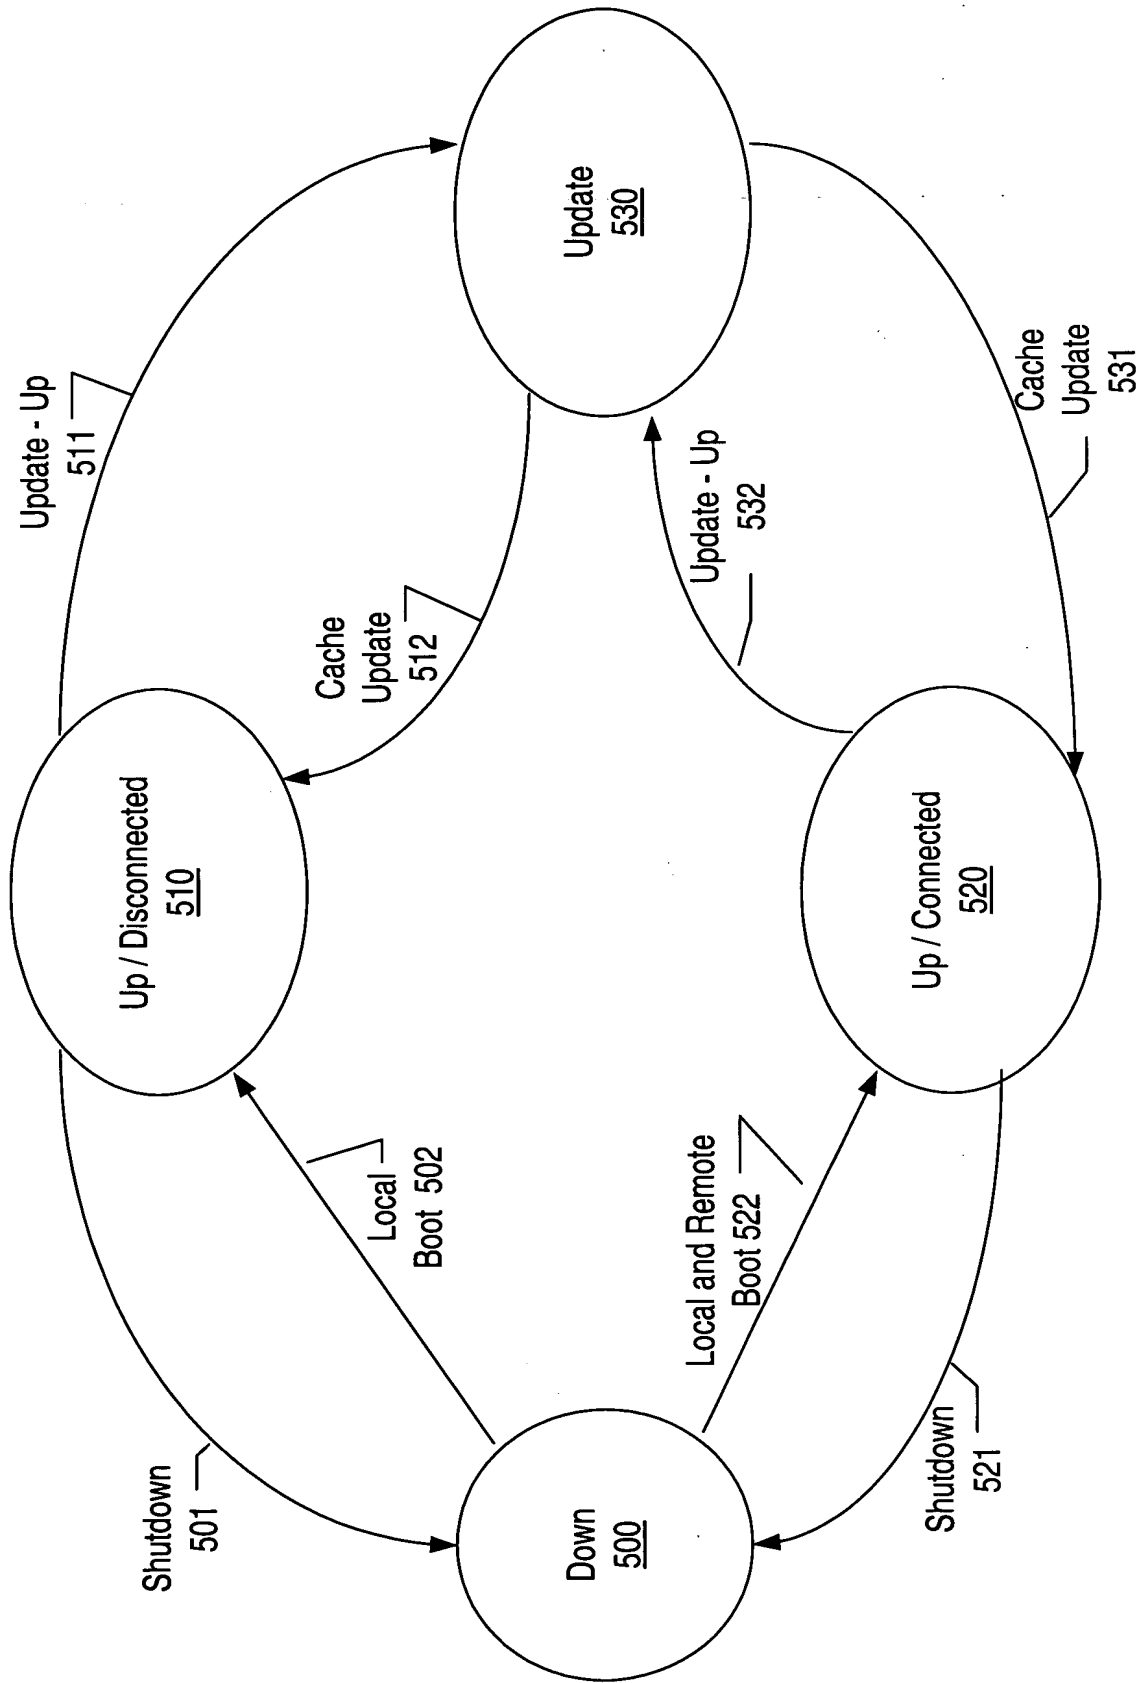 Update - Up
511
Up / Disconnected
510
Shutdown
501
Cache
Update
512
Local
Boot 502
Update
530
Down
500
Update - Up
532
Local and Remote
Boot 522
Up / Connected
520
Shutdown
521
Cache
Update
531